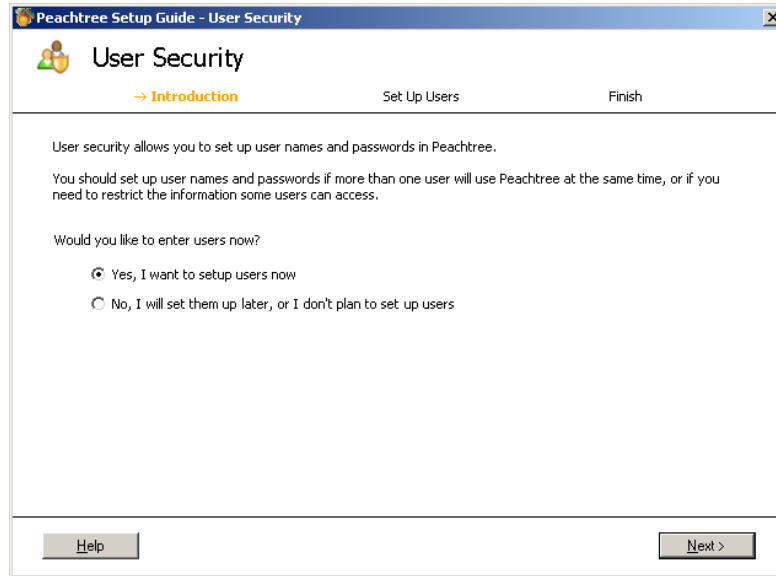 Peachtree Setup Guide - User Security
User Security
→ Introduction Set Up Users Finish
User security allows you to set up user names and passwords in Peachtree.
You should set up user names and passwords if more than one user will use Peachtree at the same time, or if you
need to restrict the information some users can access.
Would you like to enter users now?
Yes, I want to setup users now
No, I will set them up later, or I don't plan to set up users
Help Next >